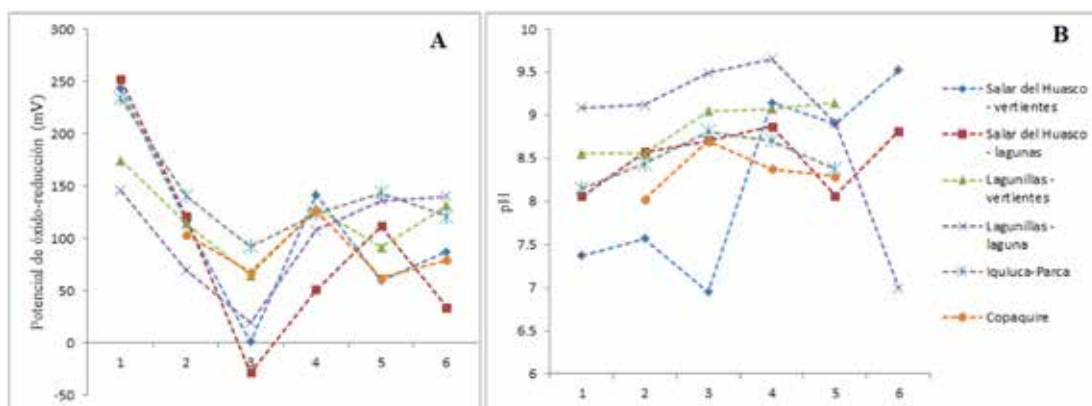 A
Potencial de óxido-reducción (mV)
300
250
200
150
100
50
0
-50
1 2 3 4 5 6
B
pH
10
9.5
9
8.5
8
7.5
7
6.5
6
1 2 3 4 5 6
Salar del Huasco
- vertientes
Salar del Huasco
- lagunas
Lagunillas -
vertientes
Lagunillas -
laguna
Iquiuca-Parca
Copaquire